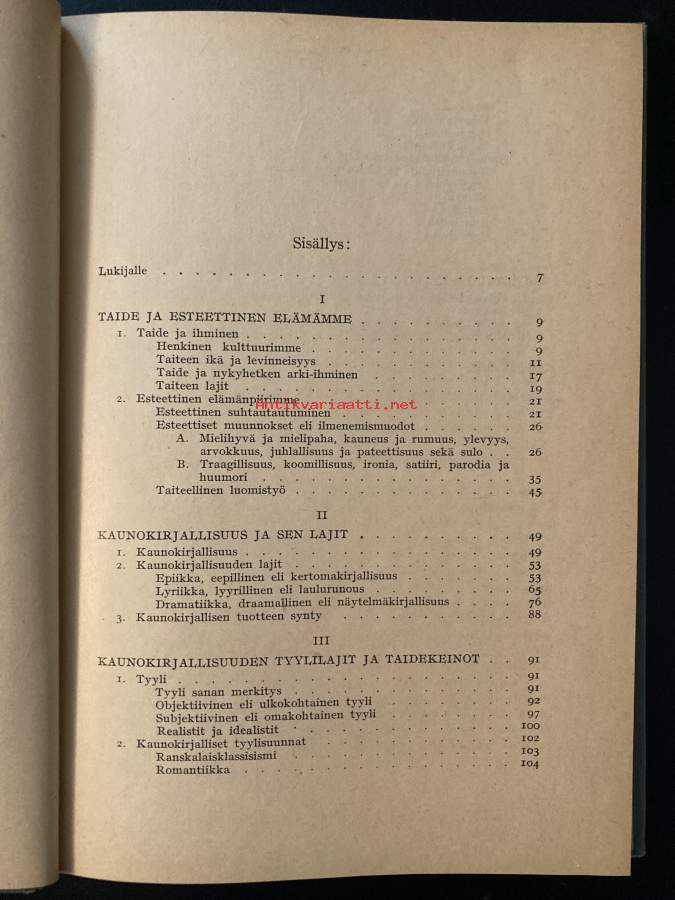 Sisällys:
Lukijalle . . . . . . . . . . . . . . . . . . . . . . . . . . 7
I
TAIDE JA ESTEETTINEN ELÄMÄMME . . . . . . . . . . . 9
1. Taide ja ihminen . . . . . . . . . . . . . . . . . . . 9
Henkinen kulttuurimme . . . . . . . . . . . . . . . 9
Taiteen ikä ja levinneisyys . . . . . . . . . . . . . . 11
Taide ja nykyhetken arki-ihminen . . . . . . . . . . . 17
Taiteen lajit . . . . . . . . . . . . . . . . . . . . 19
2. Esteettinen elämänpiirimme . . . . . . . . . . . . . . 21
Antikvariaatti.net
Esteettinen suhtautautuminen . . . . . . . . . . . . 21
Esteettiset muunnokset eli ilmenemismuodot . . . . . 26
A. Mielihyvä ja mielipaha, kauneus ja rumuus, ylevyys,
arvokkuus, juhlallisuus ja pateettisuus sekä sulo . . 26
B. Traagillisuus, koomillisuus, ironia, satiiri, parodia ja
huumori . . . . . . . . . . . . . . . . . . . 35
Taiteellinen luomistyö . . . . . . . . . . . . . . . 45
II
KAUNOKIRJALLISUUS JA SEN LAJIT . . . . . . . . . . . 49
1. Kaunokirjallisuus . . . . . . . . . . . . . . . . . . . 49
2. Kaunokirjallisuuden lajit . . . . . . . . . . . . . . . . 53
Epiikka, eepillinen eli kertomakirjallisuus . . . . . . . 53
Lyriikka, lyyrillinen eli laulurunous . . . . . . . . . . 65
Dramatiikka, draamallinen eli näytelmäkirjallisuus . . . . 76
3. Kaunokirjallisen tuotteen synty . . . . . . . . . . . . 88
III
KAUNOKIRJALLISUUDEN TYYLILAJIT JA TAIDEKEINOT . . 91
1. Tyyli . . . . . . . . . . . . . . . . . . . . . . . . 91
Tyyli sanan merkitys . . . . . . . . . . . . . . . . 91
Objektiivinen eli ulkokohtainen tyyli . . . . . . . . . 92
Subjektiivinen eli omakohtainen tyyli . . . . . . . . . 97
Realistit ja idealistit . . . . . . . . . . . . . . . . 100
2. Kaunokirjalliset tyylisuunnat . . . . . . . . . . . . . . 102
Ranskalaisklassisismi . . . . . . . . . . . . . . . . 103
Romantiikka . . . . . . . . . . . . . . . . . . . . 104